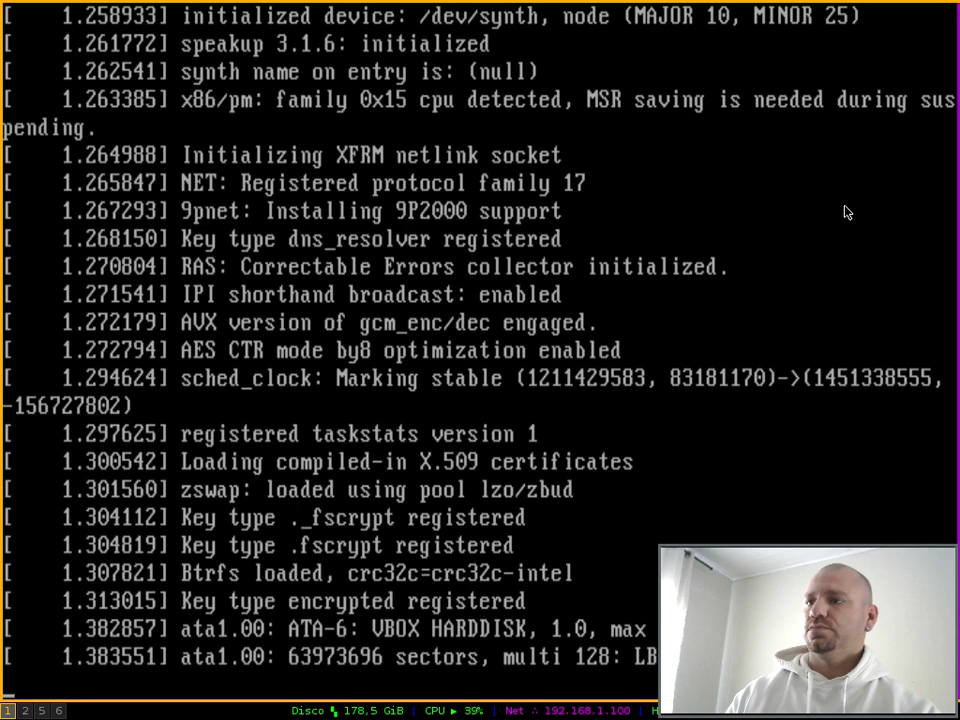 [    1.258933] initialized device: /dev/synth, node (MAJOR 10, MINOR 25)
[    1.261772] speakup 3.1.6: initialized
[    1.262541] synth name on entry is: (null)
[    1.263385] x86/pm: family 0x15 cpu detected, MSR saving is needed during sus
pending.
[    1.264988] Initializing XFRM netlink socket
[    1.265847] NET: Registered protocol family 17
[    1.267293] 9pnet: Installing 9P2000 support
[    1.268150] Key type dns_resolver registered
[    1.270804] RAS: Correctable Errors collector initialized.
[    1.271541] IPI shorthand broadcast: enabled
[    1.272179] AVX version of gcm_enc/dec engaged.
[    1.272794] AES CTR mode by8 optimization enabled
[    1.294624] sched_clock: Marking stable (1211429583, 83181170)->(1451338555,
-156727802)
[    1.297625] registered taskstats version 1
[    1.300542] Loading compiled-in X.509 certificates
[    1.301560] zswap: loaded using pool lzo/zbud
[    1.304112] Key type ._fscrypt registered
[    1.304819] Key type .fscrypt registered
[    1.307821] Btrfs loaded, crc32c=crc32c-intel
[    1.313015] Key type encrypted registered
[    1.382857] ata1.00: ATA-6: VBOX HARDDISK, 1.0, max
[    1.383551] ata1.00: 63973696 sectors, multi 128: LB
1 2 5 6 Disco 178,5 GiB | CPU ▶ 39% | Net ∴ 192.168.1.100 |